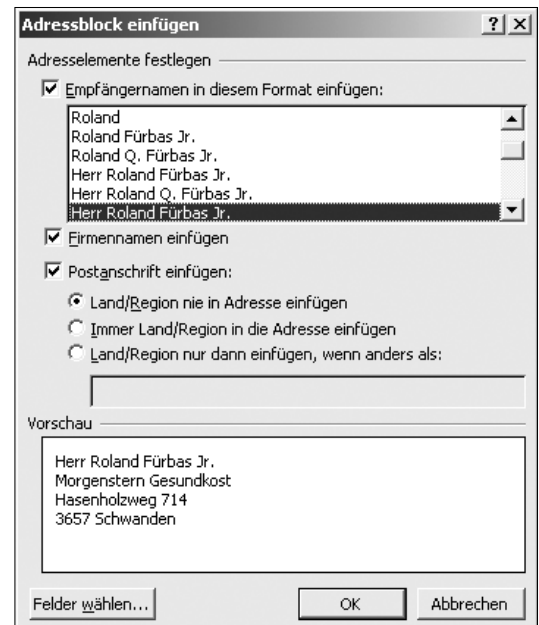 Adressblock einfügen
Adresselemente festlegen
Empfängernamen in diesem Format einfügen:
Roland
Roland Fürbas Jr.
Roland Q. Fürbas Jr.
Herr Roland Fürbas Jr.
Herr Roland Q. Fürbas Jr.
Herr Roland Fürbas Jr.
Firmennamen einfügen
Postanschrift einfügen:
Land/Region nie in Adresse einfügen
Immer Land/Region in die Adresse einfügen
Land/Region nur dann einfügen, wenn anders als:
Vorschau
Herr Roland Fürbas Jr.
Morgenstern Gesundkost
Hasenholzweg 714
3657 Schwanden
Felder wählen... OK Abbrechen